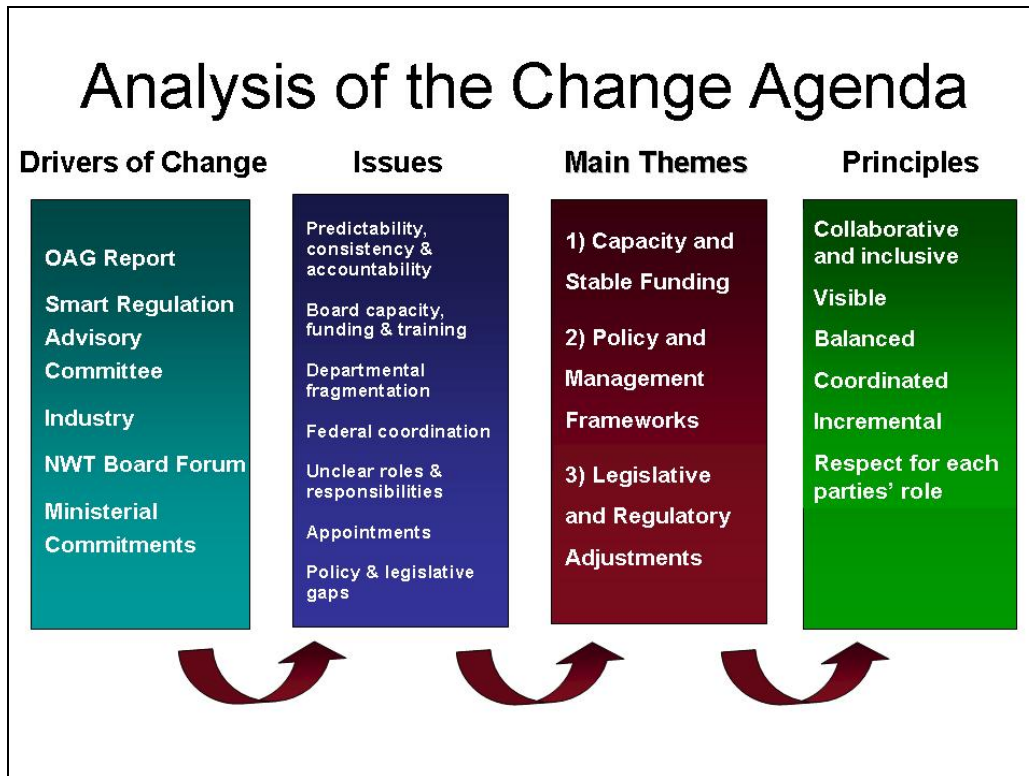 Analysis of the Change Agenda
Drivers of Change
OAG Report
Smart Regulation
Advisory
Committee
Industry
NWT Board Forum
Ministerial
Commitments
Issues
Predictability,
consistency &
accountability
Board capacity,
funding & training
Departmental
fragmentation
Federal coordination
Unclear roles &
responsibilities
Appointments
Policy & legislative
gaps
Main Themes
1) Capacity and
Stable Funding
2) Policy and
Management
Frameworks
3) Legislative
and Regulatory
Adjustments
Principles
Collaborative
and inclusive
Visible
Balanced
Coordinated
Incremental
Respect for each
parties’ role